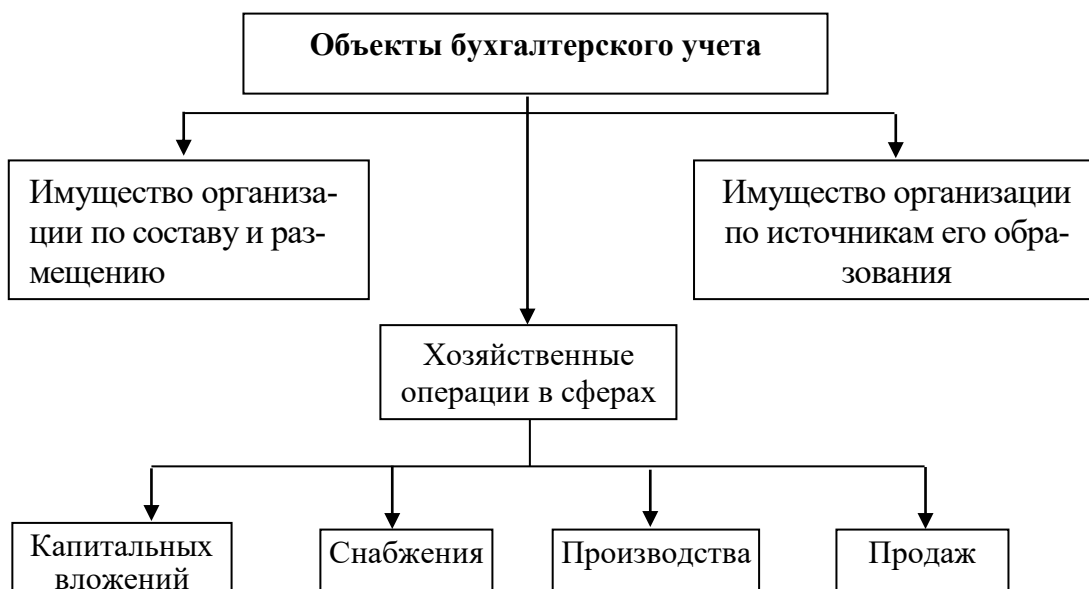 Объекты бухгалтерского учета
Имущество организа-
ции по составу и раз-
мещению
Имущество организации
по источникам его обра-
зования
Хозяйственные
операции в сферах
Капитальных
вложений
Снабжения
Производства
Продаж